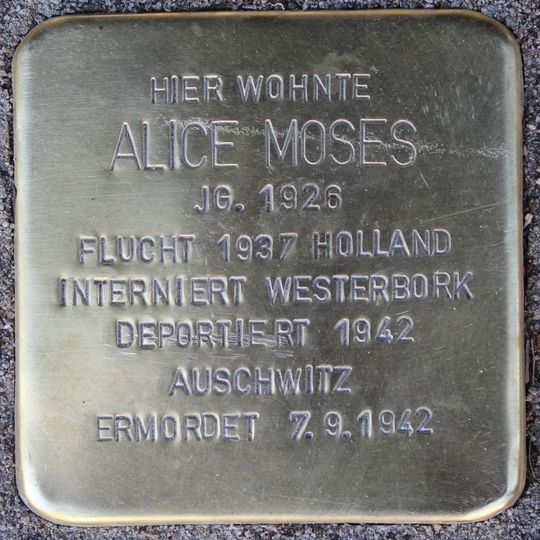 HIER WOHNTE
ALICE MOSES
JG. 1926
FLUCHT 1937 HOLLAND
INTERNIERT WESTERBORK
DEPORTIERT 1942
AUSCHWITZ
ERMORDET 7.9.1942